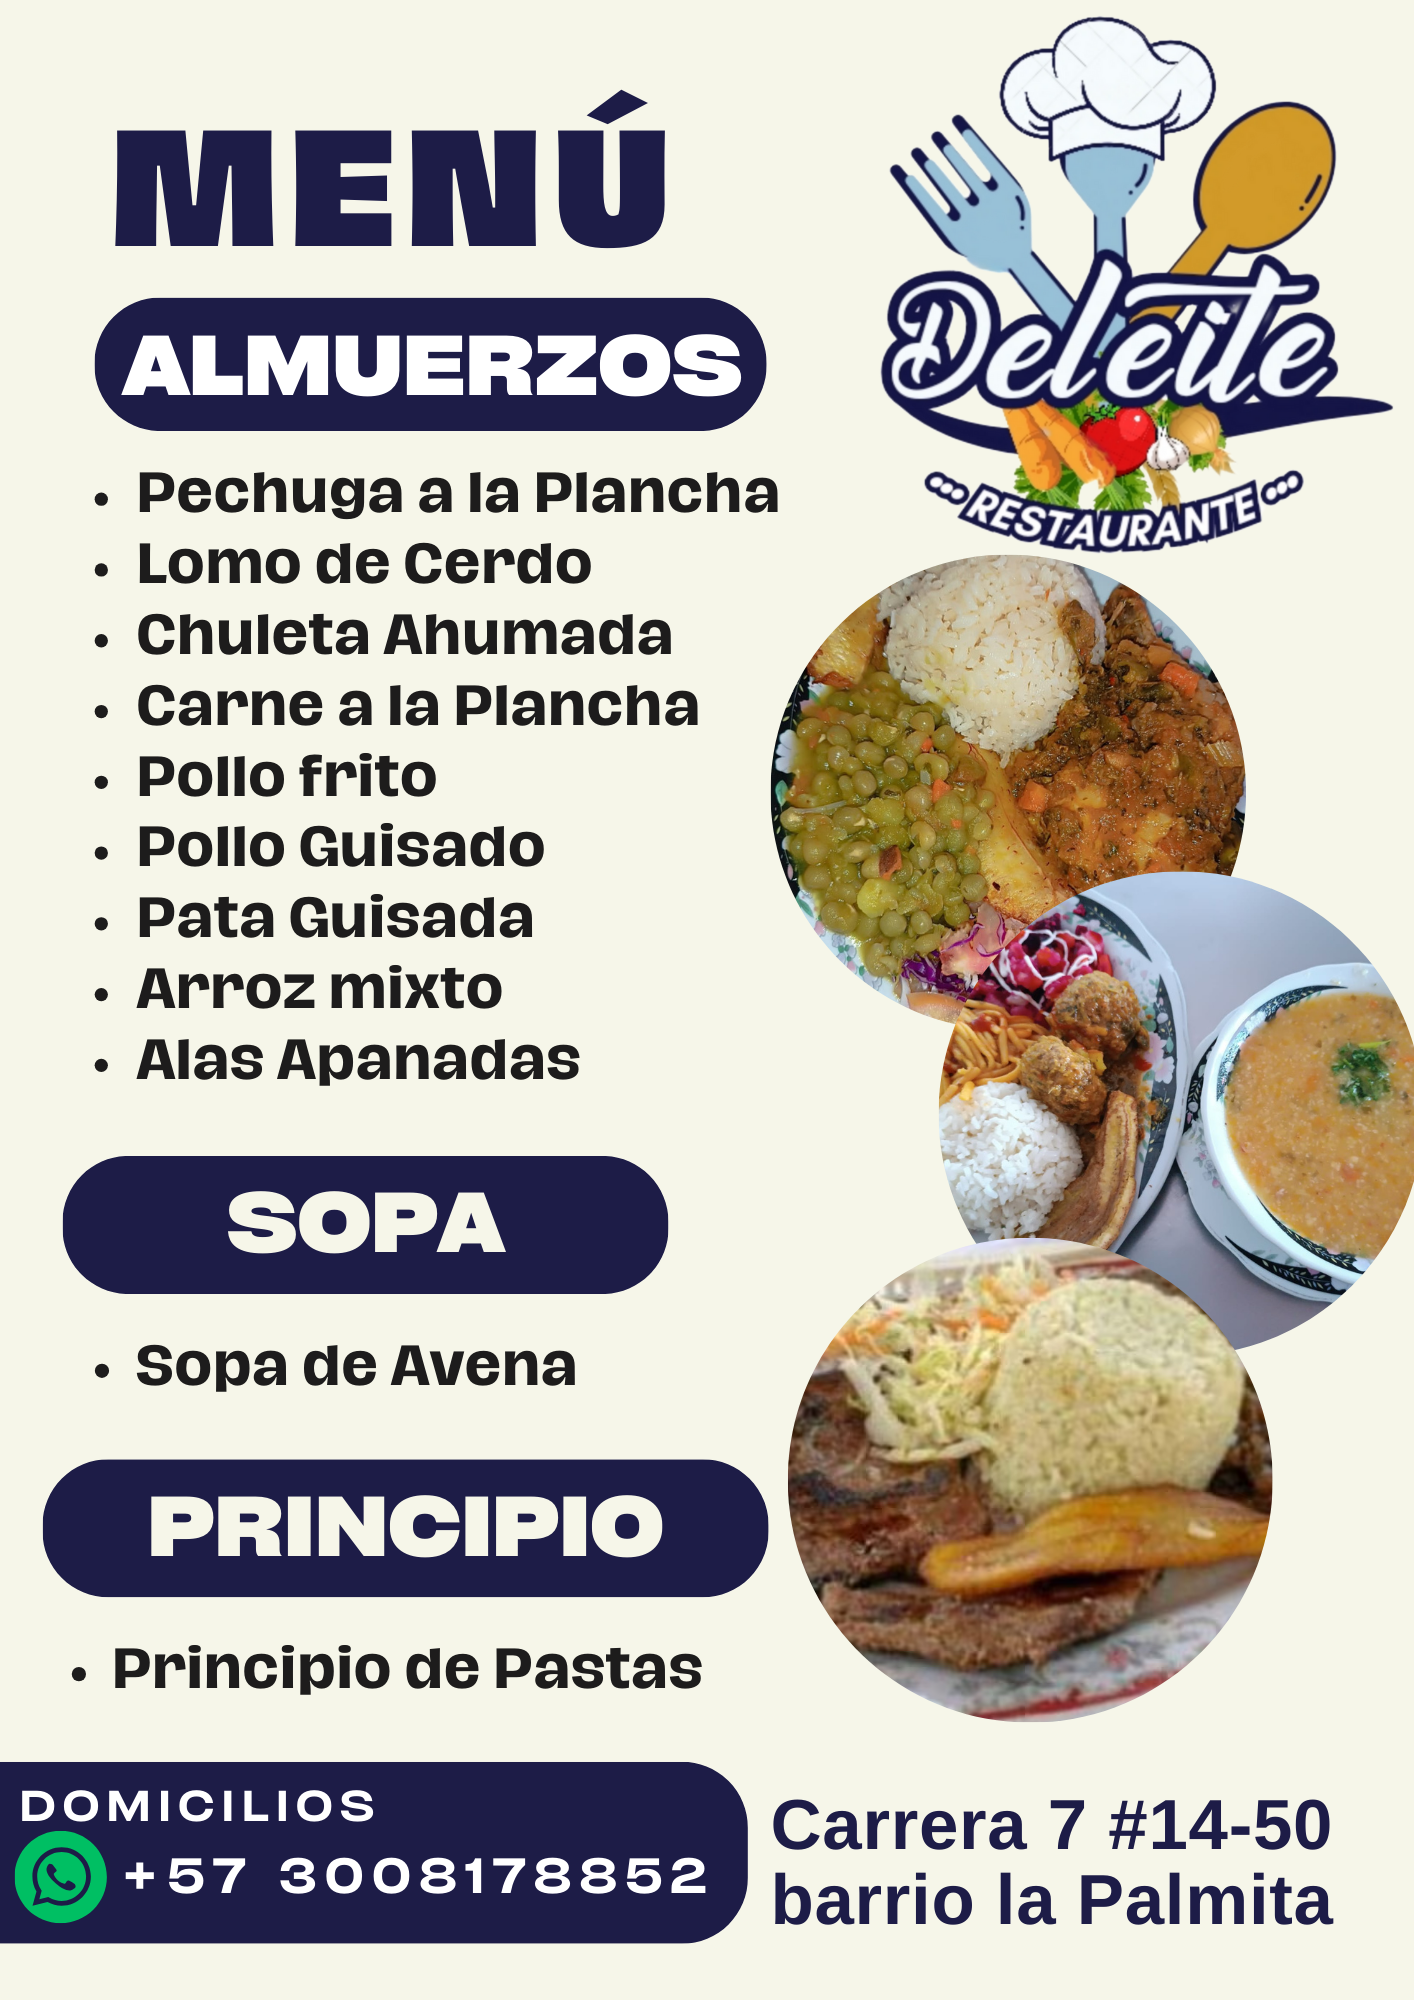 MENÚ
Deleite
RESTAURANTE
ALMUERZOS
• Pechuga a la Plancha
• Lomo de Cerdo
• Chuleta Ahumada
• Carne a la Plancha
• Pollo frito
• Pollo Guisado
• Pata Guisada
• Arroz mixto
• Alas Apanadas
SOPA
• Sopa de Avena
PRINCIPIO
• Principio de Pastas
DOMICILIOS
+57 3008178852
Carrera 7 #14-50
barrio la Palmita